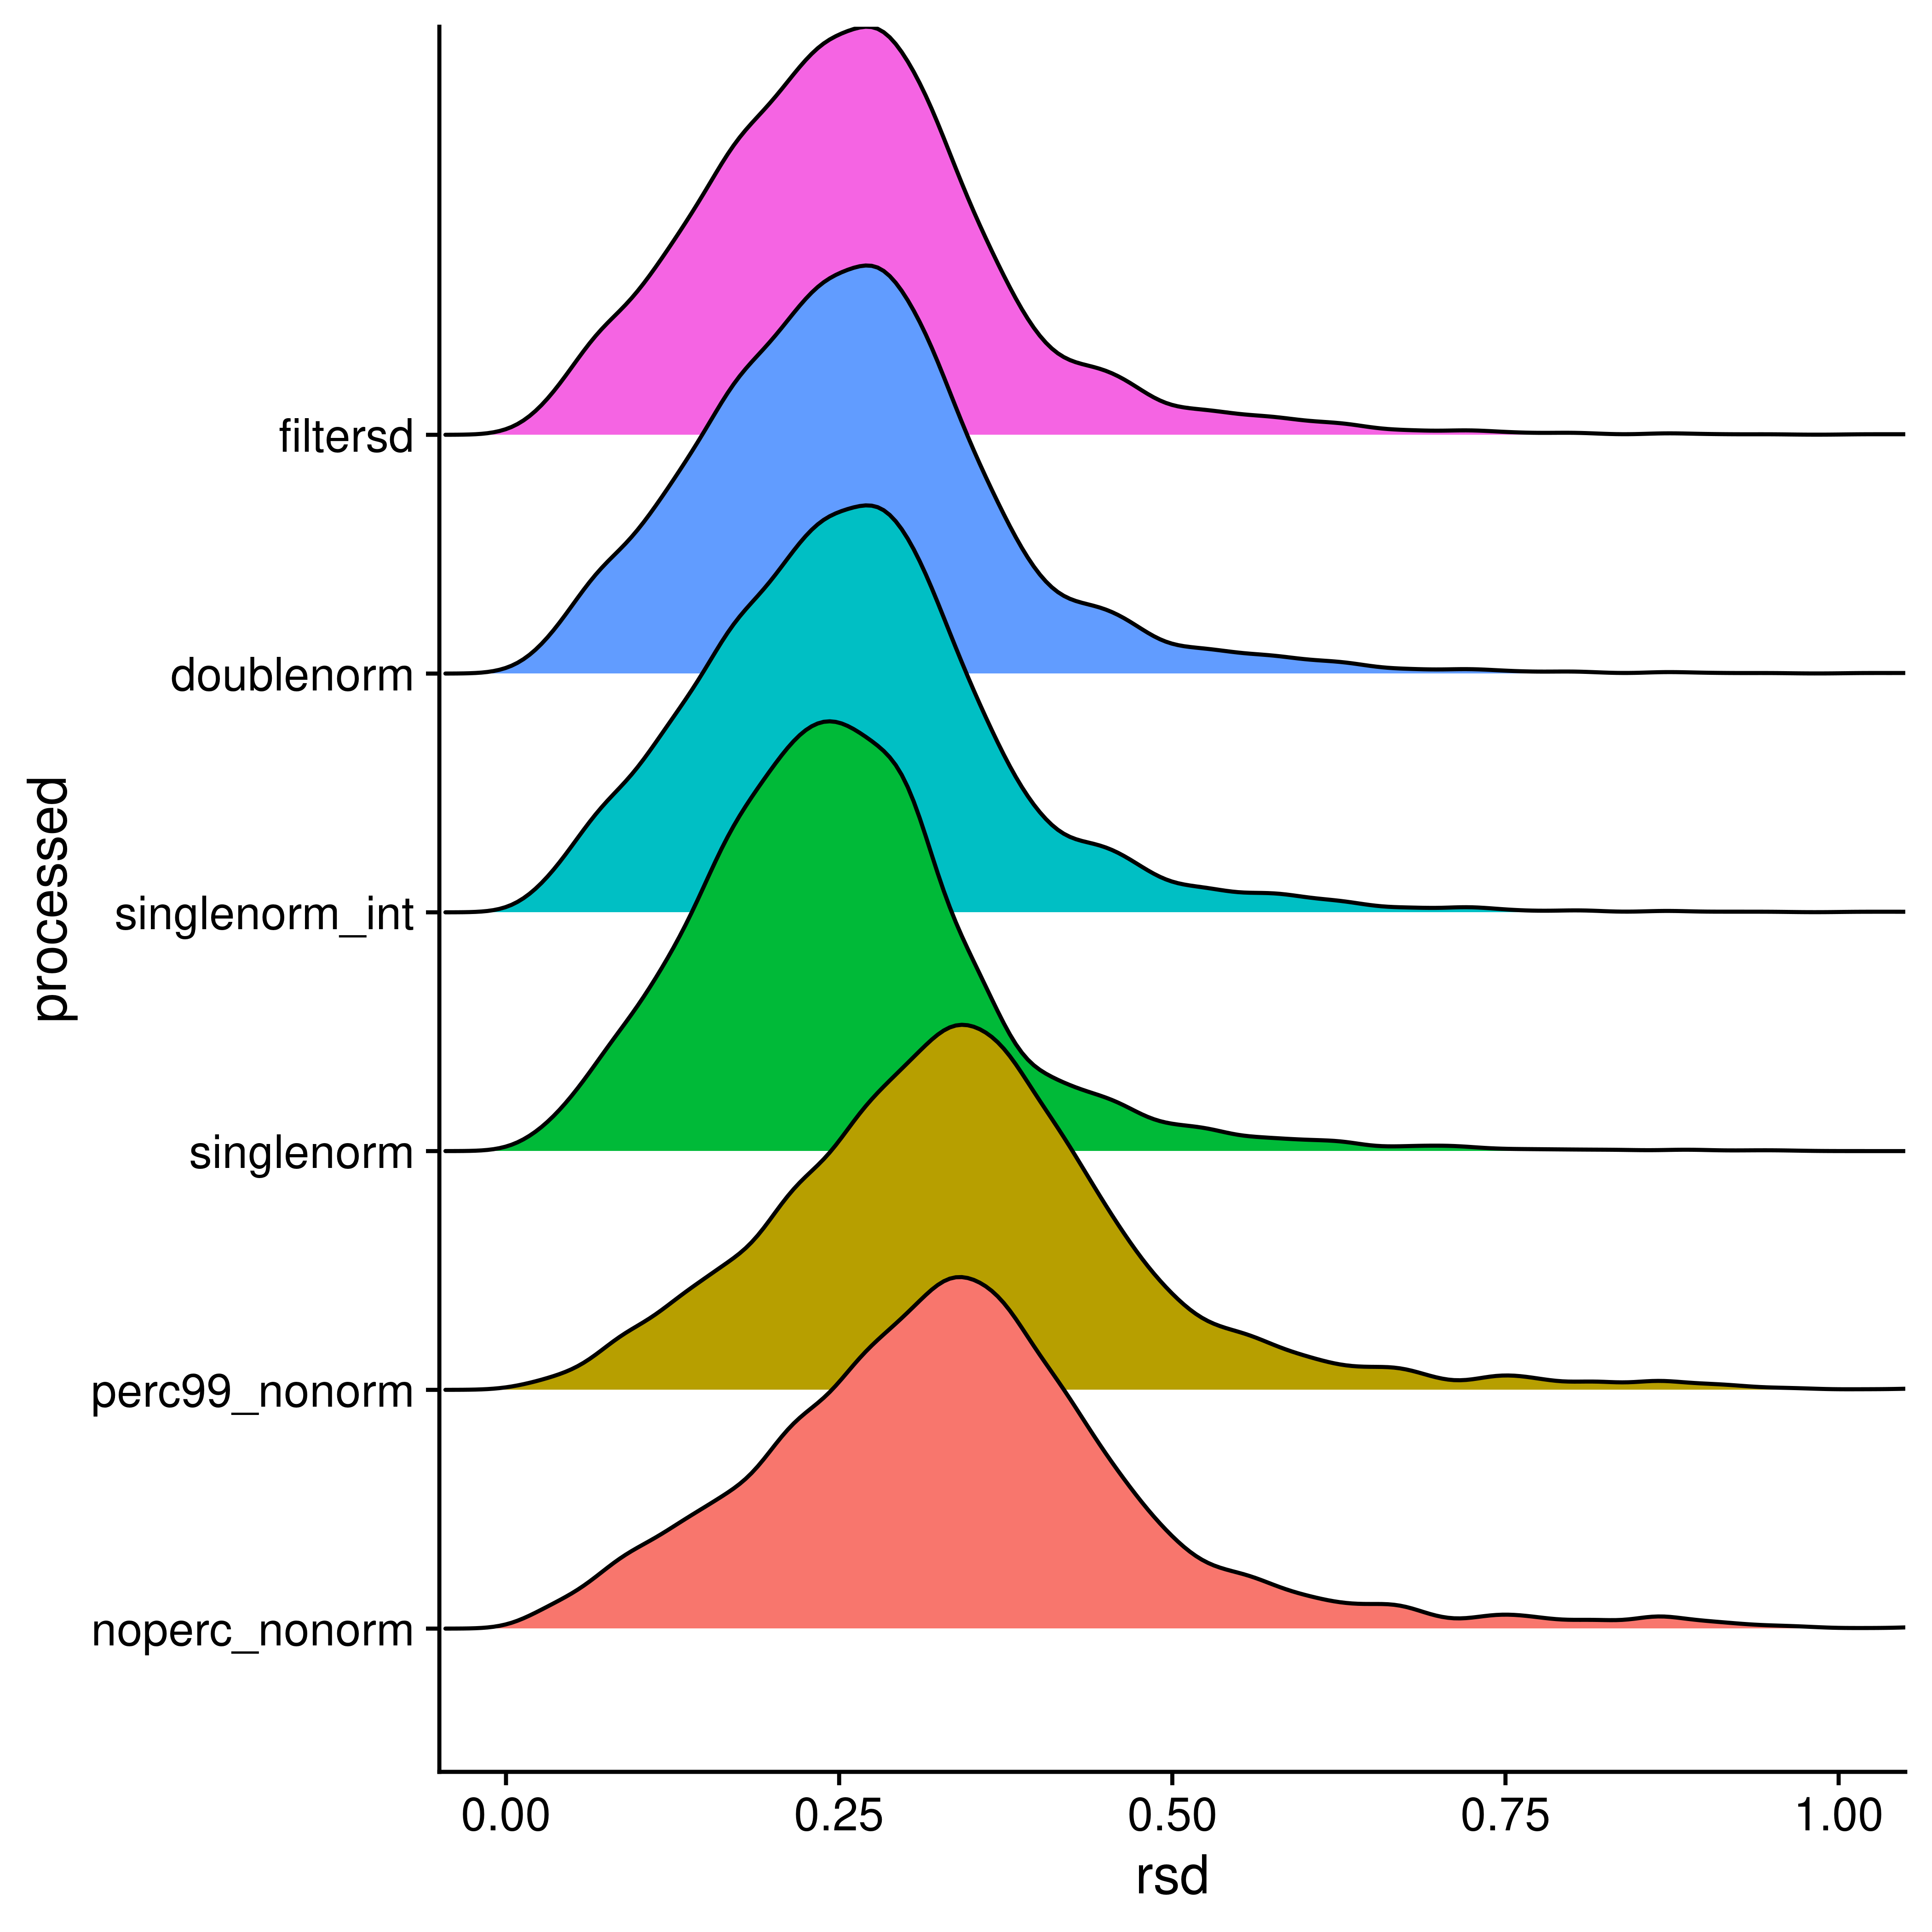 filtersd
doublenorm
singlenorm_int
singlenorm
perc99_nonorm
noperc_nonorm
processed
0.00 0.25 0.50 0.75 1.00
rsd